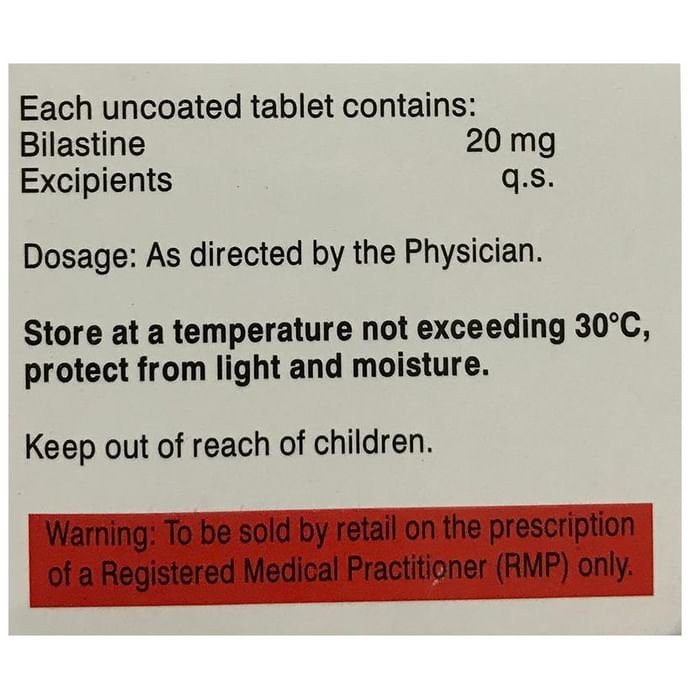 Each uncoated tablet contains:
Bilastine 20 mg
Excipients q.s.
Dosage: As directed by the Physician.
Store at a temperature not exceeding 30°C,
protect from light and moisture.
Keep out of reach of children.
Warning: To be sold by retail on the prescription
of a Registered Medical Practitioner (RMP) only.